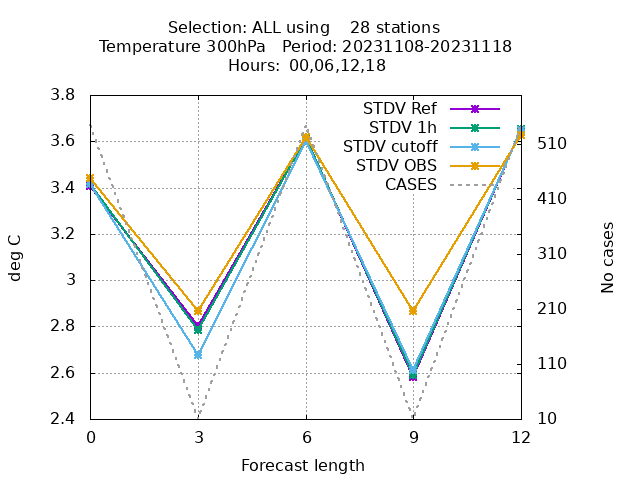 Selection: ALL using    28 stations
Temperature 300hPa   Period: 20231108-20231118
Hours: 00,06,12,18
3.8
3.6
3.4
3.2
3
2.8
2.6
2.4
deg C
STDV Ref
STDV 1h
STDV cutoff
STDV OBS
CASES
510
410
310
210
110
10
No cases
0
3
6
9
12
Forecast length